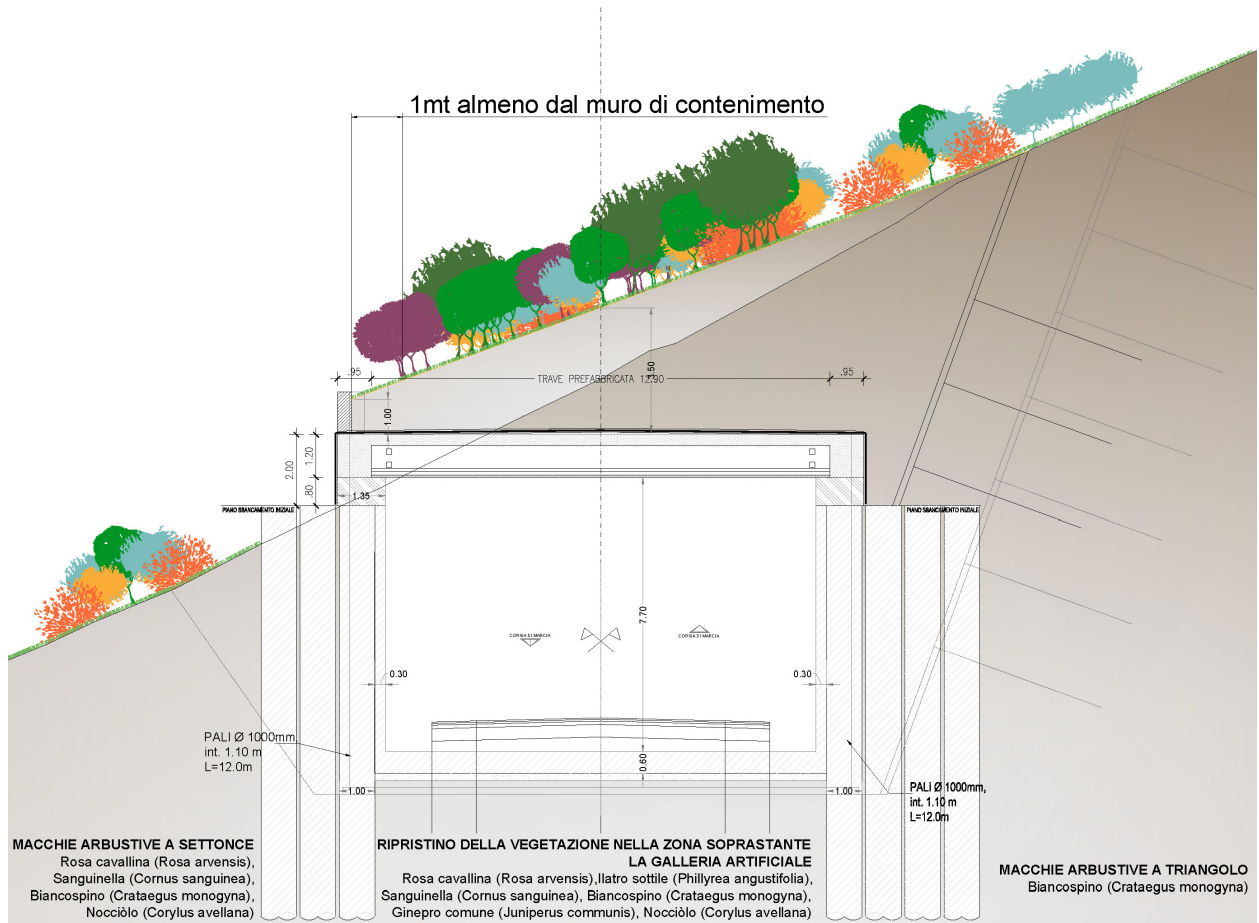 1mt almeno dal muro di contenimento
.95
TRAVE PREFABBRICATA 12.90
.95
3.50
1.00
2.00
1.20
.80
1.35
PIANO SBANCAMENTO INIZIALE
PIANO SBANCAMENTO INIZIALE
7.70
CORSIA DI MARCIA
CORSIA DI MARCIA
0.30
0.30
PALI Ø 1000mm,
int. 1.10 m
L=12.0m
0.60
1.00
1.00
PALI Ø 1000mm,
int. 1.10 m
L=12.0m
MACCHIE ARBUSTIVE A SETTONCE
Rosa cavallina (Rosa arvensis),
Sanguinella (Cornus sanguinea),
Biancospino (Crataegus monogyna),
Nocciòlo (Corylus avellana)
RIPRISTINO DELLA VEGETAZIONE NELLA ZONA SOPRASTANTE
LA GALLERIA ARTIFICIALE
Rosa cavallina (Rosa arvensis),Ilatro sottile (Phillyrea angustifolia),
Sanguinella (Cornus sanguinea), Biancospino (Crataegus monogyna),
Ginepro comune (Juniperus communis), Nocciòlo (Corylus avellana)
MACCHIE ARBUSTIVE A TRIANGOLO
Biancospino (Crataegus monogyna)